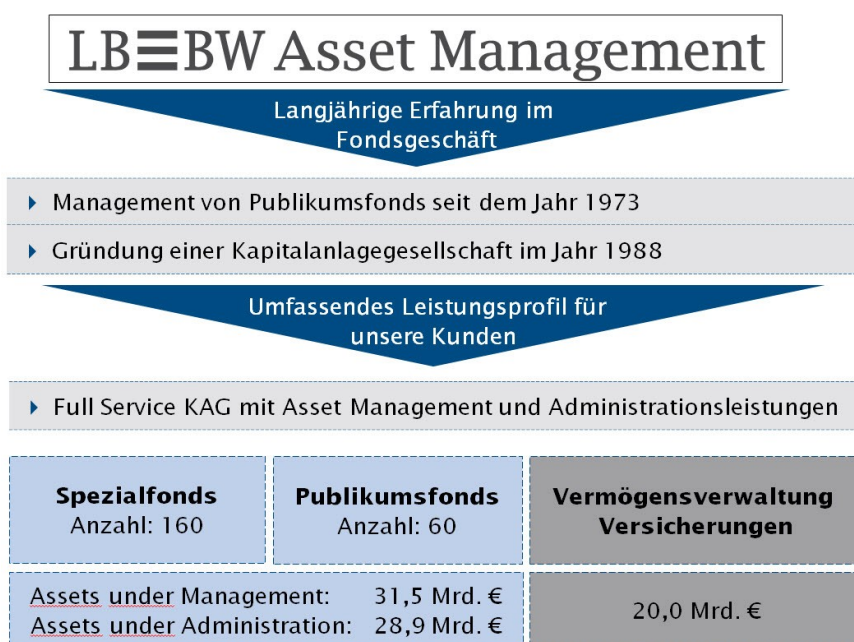 LBBW Asset Management
Langjährige Erfahrung im
Fondsgeschäft
Management von Publikumsfonds seit dem Jahr 1973
Gründung einer Kapitalanlagegesellschaft im Jahr 1988
Umfassendes Leistungsprofil für
unsere Kunden
Full Service KAG mit Asset Management und Administrationsleistungen
Spezialfonds
Anzahl: 160
Publikumsfonds
Anzahl: 60
Vermögensverwaltung
Versicherungen
Assets under Management: 31,5 Mrd. €
Assets under Administration: 28,9 Mrd. €
20,0 Mrd. €